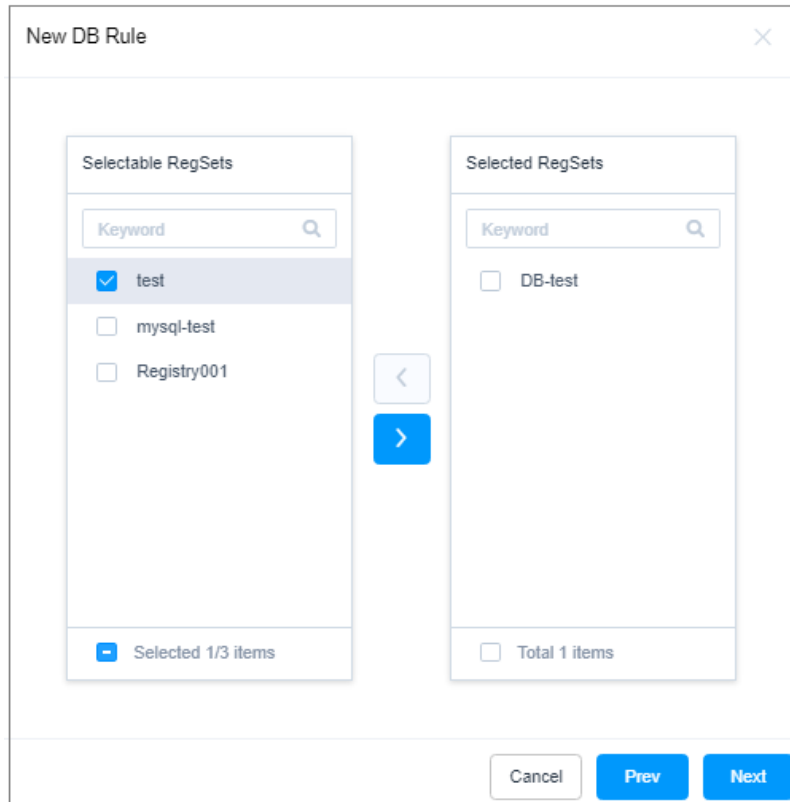 New DB Rule
Selectable RegSets
Keyword
test
mysql-test
Registry001
Selected 1/3 items
Selected RegSets
Keyword
DB-test
Total 1 items
Cancel
Prev
Next